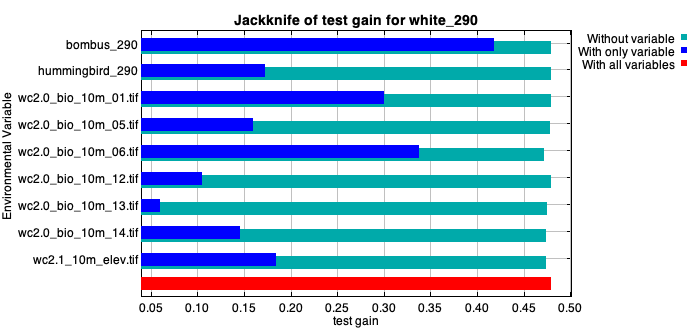 Jackknife of test gain for white_290
Without variable
With only variable
With all variables
Environmental Variable
bombus_290
hummingbird_290
wc2.0_bio_10m_01.tif
wc2.0_bio_10m_05.tif
wc2.0_bio_10m_06.tif
wc2.0_bio_10m_12.tif
wc2.0_bio_10m_13.tif
wc2.0_bio_10m_14.tif
wc2.1_10m_elev.tif
0.05 0.10 0.15 0.20 0.25 0.30 0.35 0.40 0.45 0.50
test gain